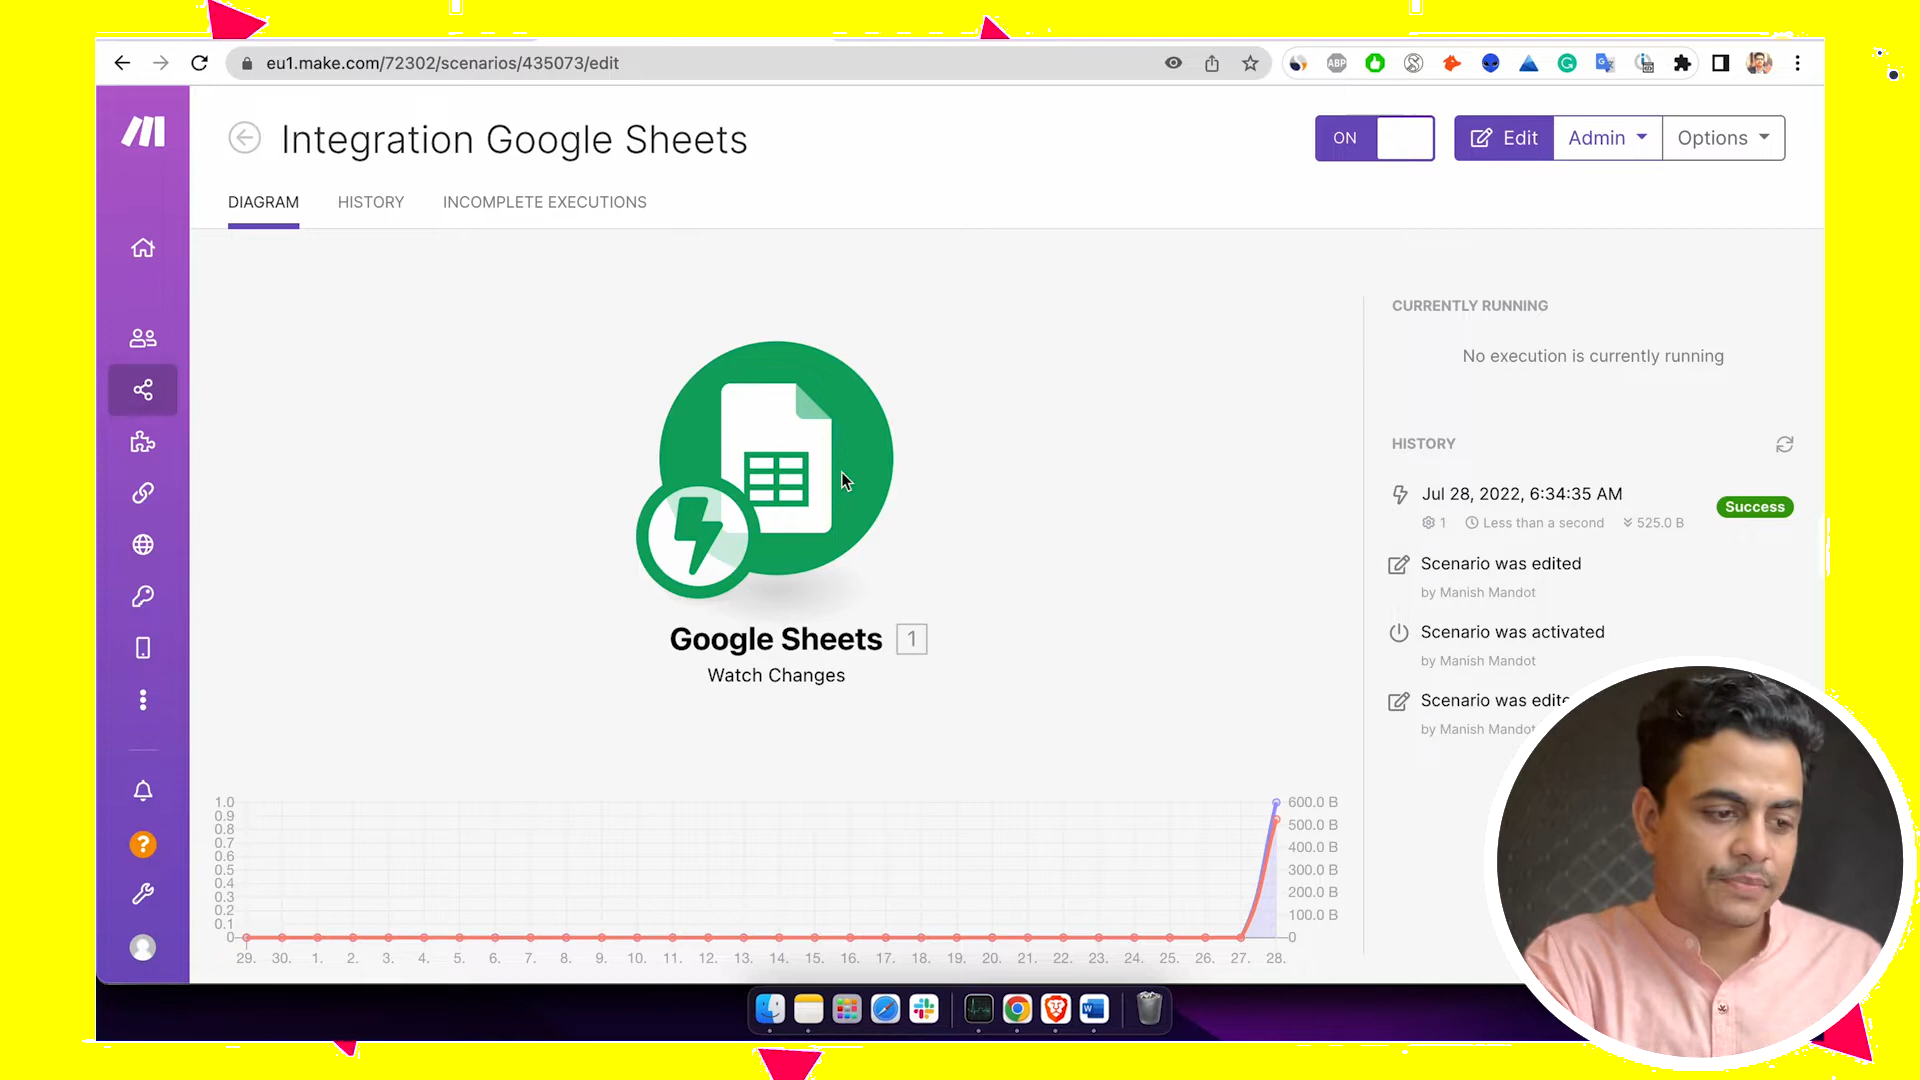 eu1.make.com/72302/scenarios/435073/edit
ABP
Integration Google Sheets
ON
Edit
Admin
Options
DIAGRAM
HISTORY
INCOMPLETE EXECUTIONS
CURRENTLY RUNNING
No execution is currently running
HISTORY
Jul 28, 2022, 6:34:35 AM
Success
1
Less than a second
525.0 B
Scenario was edited
by Manish Mandot
Scenario was activated
by Manish Mandot
Scenario was edite
by Manish Mandot
Google Sheets 1
Watch Changes
?
1.0
0.9
0.8
0.7
0.6
0.5
0.4
0.3
0.2
0.1
0
600.0 B
500.0 B
400.0 B
300.0 B
200.0 B
100.0 B
0
29. 30. 1. 2. 3. 4. 5. 6. 7. 8. 9. 10. 11. 12. 13. 14. 15. 16. 17. 18. 19. 20. 21. 22. 23. 24. 25. 26. 27. 28.